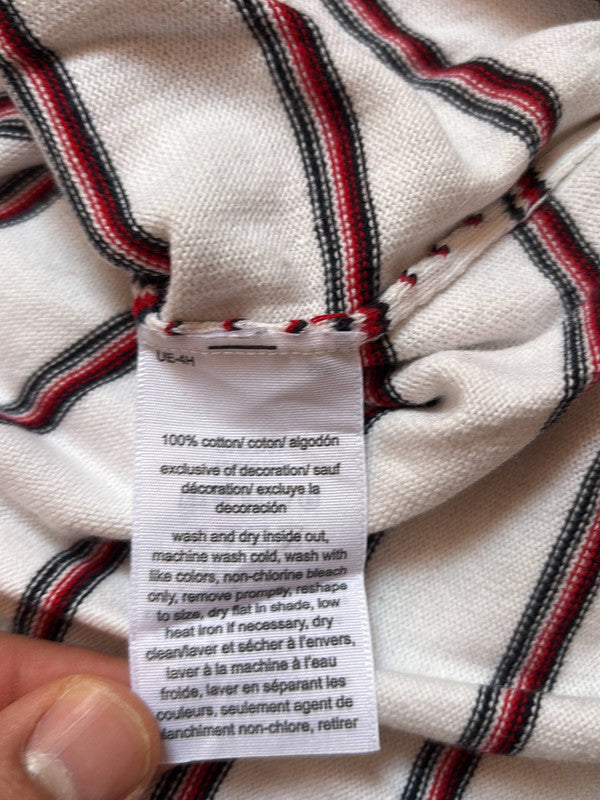 UE-4H
100% cotton/ coton/ algodón
exclusive of decoration/ sauf
décoration/ excluye la
decoración
wash and dry inside out,
machine wash cold, wash with
like colors, non-chlorine bleach
only, remove promptly, reshape
to size, dry flat in shade, low
heat iron if necessary, dry
clean/laver et sécher à l'envers,
laver à la machine à l'eau
froide, laver en séparant les
couleurs, seulement agent de
blanchiment non-chlore, retirer